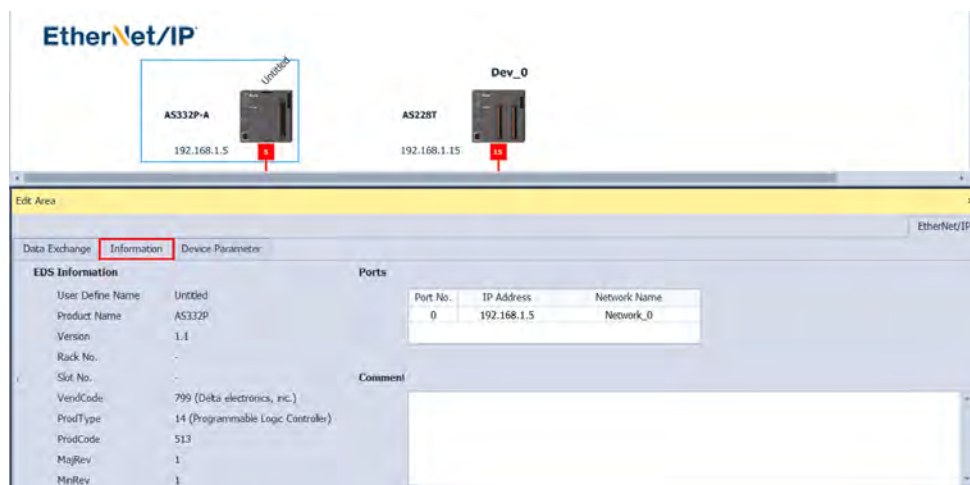 EtherNet/IP
Untitled
Dev_0
AS332P-A
AS228T
192.168.1.5
5
192.168.1.15
15
Edit Area
EtherNet/IP
Data Exchange Information Device Parameter
EDS Information
Ports
User Define Name Untitled
Port No. IP Address Network Name
Product Name AS332P
0 192.168.1.5 Network_0
Version 1.1
Rack No. -
Slot No. -
Comment
VendCode 799 (Delta electronics, inc.)
ProdType 14 (Programmable Logic Controller)
ProdCode 513
MajRev 1
MinRev 1